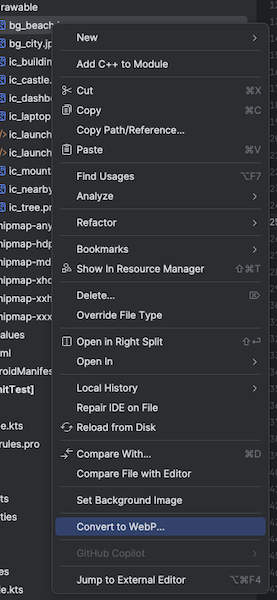 rawable
bg_beach.
bg_city.jp
ic_building
ic_castle.
ic_dashbo
ic_laptop
ic_launch
ic_launch
ic_mount
ic_nearby
ic_tree.pn
nipmap-any
nipmap-hdp
nipmap-md
nipmap-xh
nipmap-xxh
nipmap-xxx
alues
ml
roidManifes
nitTest]
e.kts
rules.pro
ts
ties
e.kts
New
Add C++ to Module
Cut ⌘X
Copy ⌘C
Copy Path/Reference...
Paste ⌘V
Find Usages ⌥F7
Analyze
Refactor
Bookmarks
Show In Resource Manager ⇧⌘T
Delete... ⌦
Override File Type
Open in Right Split ⇧⏎
Open In
Local History
Repair IDE on File
Reload from Disk
Compare With... ⌘D
Compare File with Editor
Set Background Image
Convert to WebP...
GitHub Copilot
Jump to External Editor ⌥⌘F4